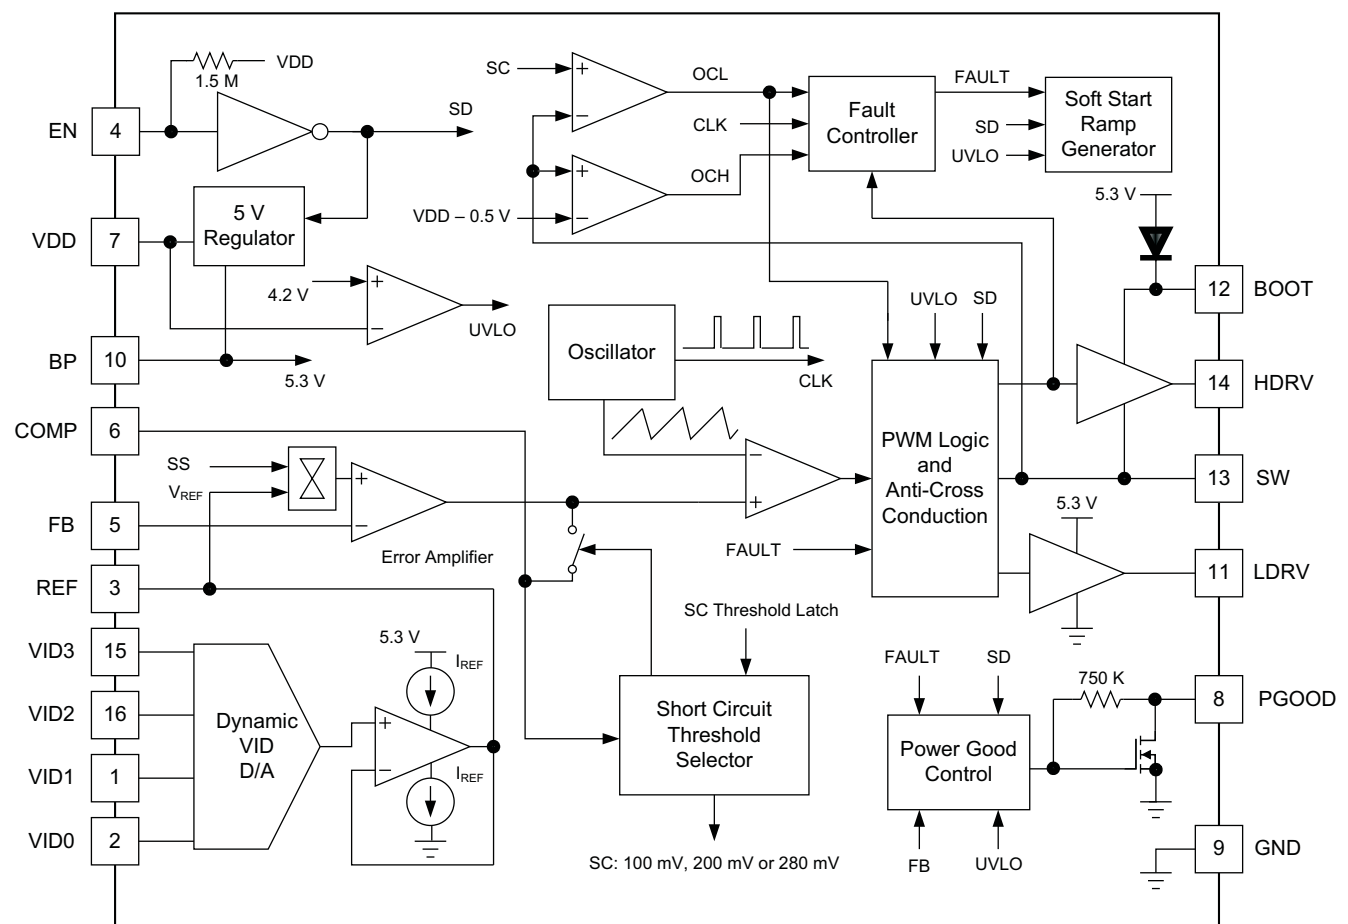 VDD
1.5 M
EN
4
SD
5 V
Regulator
VDD
7
4.2 V
+
−
UVLO
BP
10
5.3 V
SC
+
−
OCL
CLK
+
−
OCH
VDD – 0.5 V
Fault
Controller
FAULT
SD
UVLO
Soft Start
Ramp
Generator
5.3 V
12
BOOT
14
HDRV
13
SW
11
LDRV
Oscillator
CLK
UVLO
SD
PWM Logic
and
Anti-Cross
Conduction
FAULT
−
+
5.3 V
COMP
6
SS
VREF
+
−
FB
5
Error Amplifier
REF
3
VID3
15
VID2
16
VID1
1
VID0
2
Dynamic
VID
D/A
5.3 V
IREF
+
−
IREF
SC Threshold Latch
Short Circuit
Threshold
Selector
SC: 100 mV, 200 mV or 280 mV
FAULT
SD
Power Good
Control
FB
UVLO
750 K
8
PGOOD
9
GND